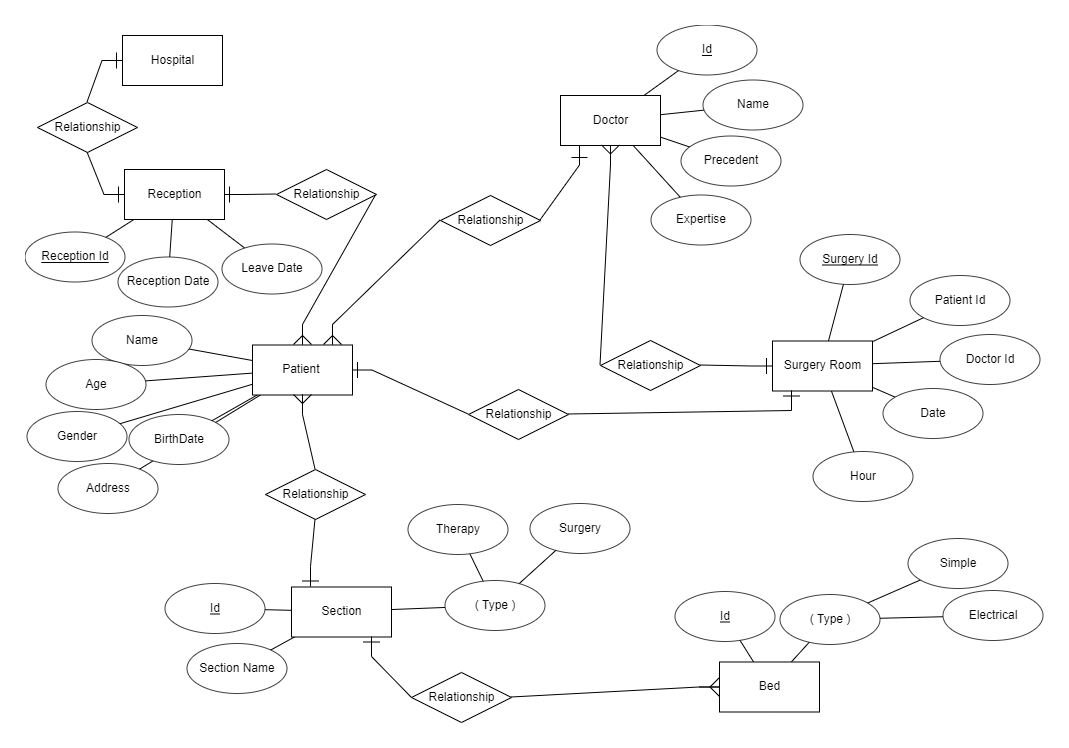 Hospital
Relationship
Reception
Relationship
Reception Id
Reception Date
Leave Date
Id
Doctor
Name
Precedent
Expertise
Relationship
Surgery Id
Patient Id
Surgery Room
Doctor Id
Date
Hour
Relationship
Name
Age
Patient
Gender
BirthDate
Address
Relationship
Relationship
Therapy
Surgery
( Type )
Id
Section
Section Name
Relationship
Simple
Electrical
( Type )
Id
Bed